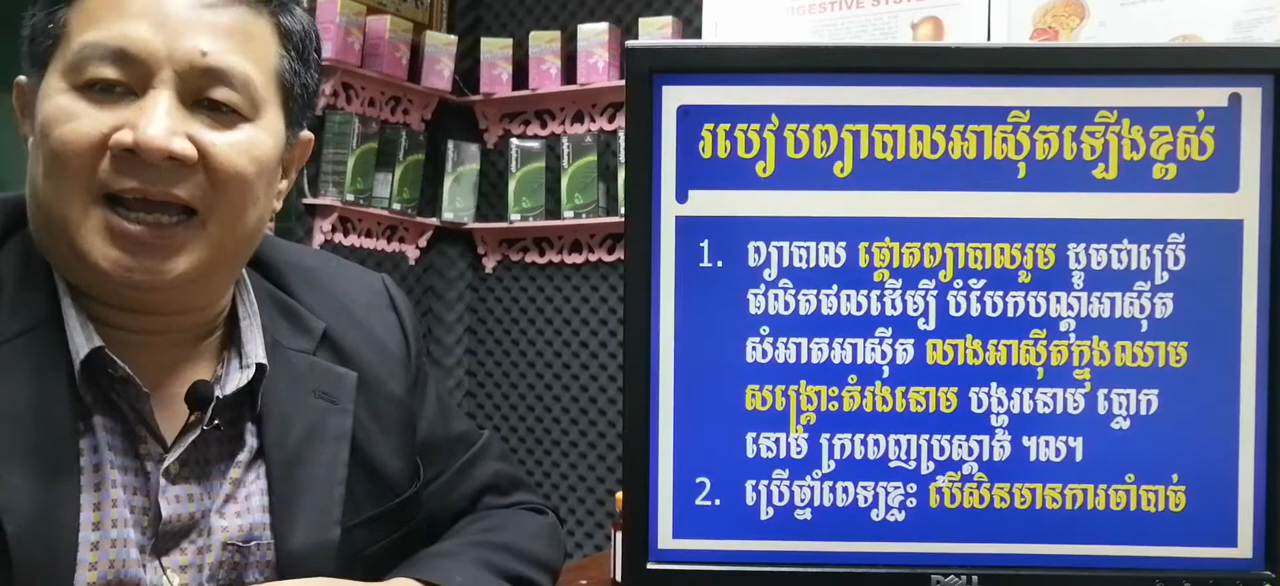 DIGESTIVE SYSTE
របៀបព្យាបាលអាស៊ីតឡើងខ្ពស់
1. ព្យាបាល ផ្តោតព្យាបាលរួម ដូចជាប្រើ
ផលិតផលដើម្បី បំបែកបណ្តុំអាស៊ីត
សំអាតអាស៊ីត លាងអាស៊ីតក្នុងឈាម
សង្គ្រោះតំរងនោម បង្ហូរនោម ប្លោក
នោម ក្រពេញប្រស្តាត ។ល។
2. ប្រើថ្នាំពេទ្យខ្លះ បើសិនមានការចាំបាច់
DELL